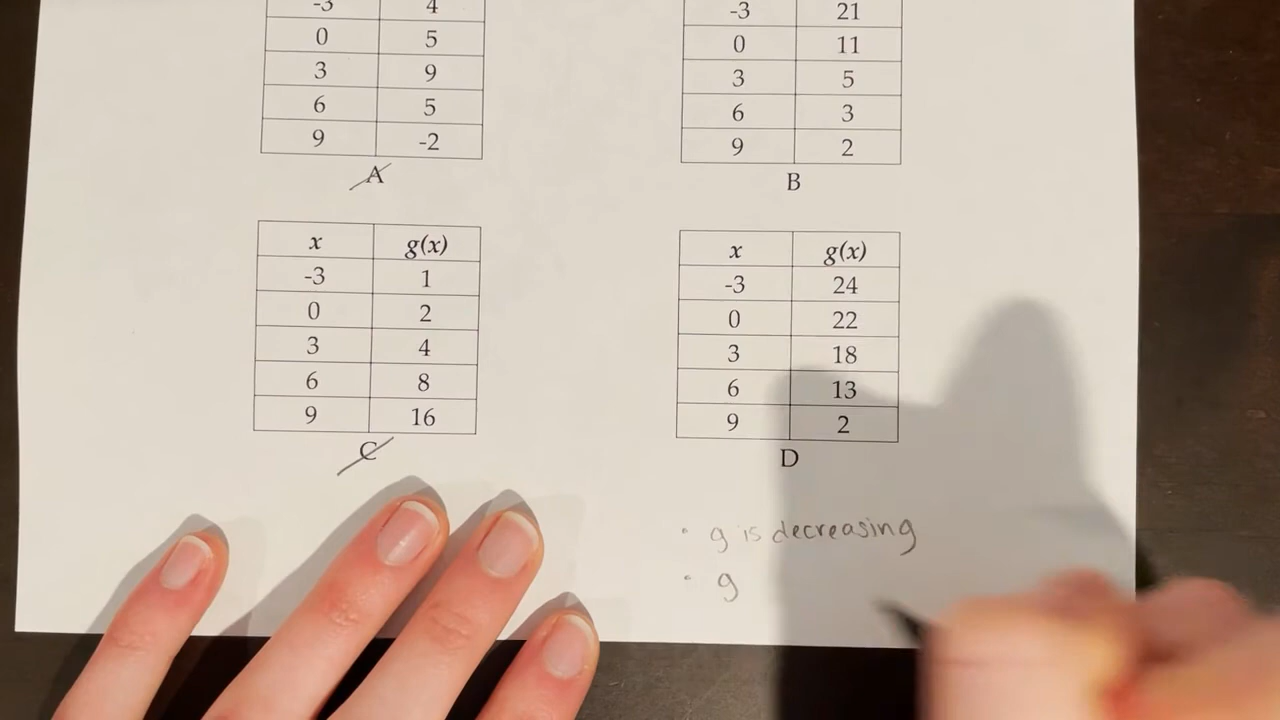 -3 4 -3 21
0 5 0 11
3 9 3 5
6 5 6 3
9 -2 9 2
A B
x g(x) x g(x)
-3 1 -3 24
0 2 0 22
3 4 3 18
6 8 6 13
9 16 9 2
C D
• g is decreasing
• g